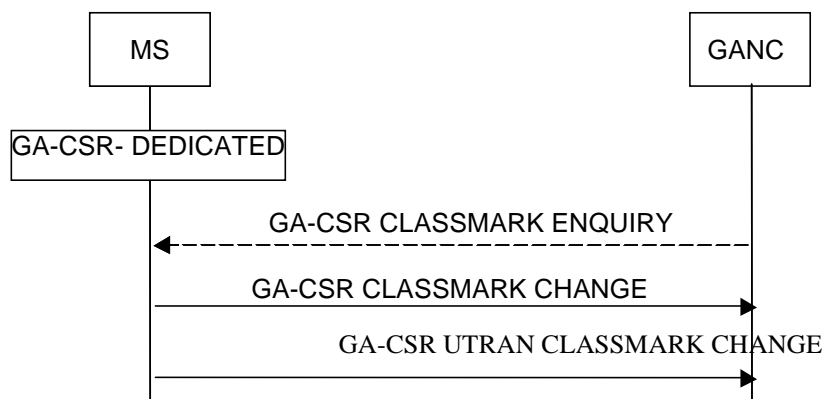 MS
GANC
GA-CSR- DEDICATED
GA-CSR CLASSMARK ENQUIRY
GA-CSR CLASSMARK CHANGE
GA-CSR UTRAN CLASSMARK CHANGE